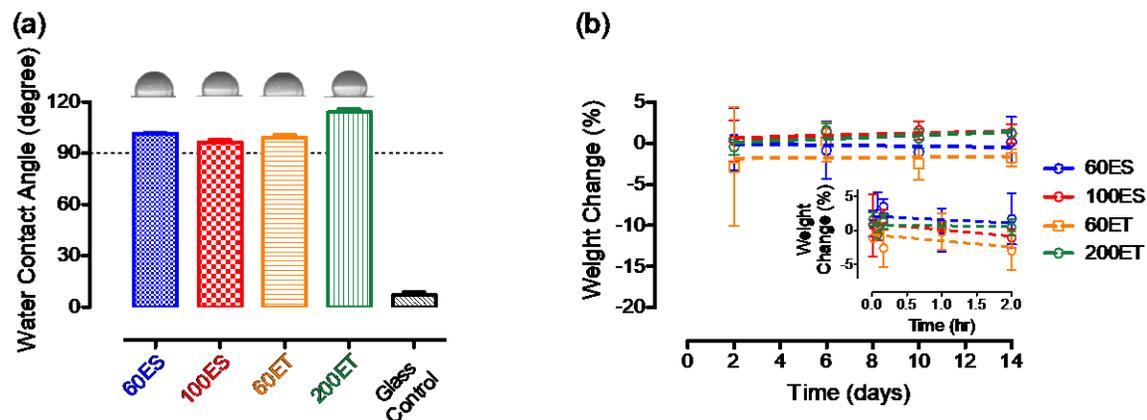 (a)
Water Contact Angle (degree)
120
90
60
30
0
60ES
100ES
60ET
200ET
Glass
Control
(b)
Weight Change (%)
5
0
-5
-10
-15
-20
0 2 4 6 8 10 12 14
Time (days)
Weight
Change (%)
5
0
-5
0.0 0.5 1.0 1.5 2.0
Time (hr)
60ES
100ES
60ET
200ET